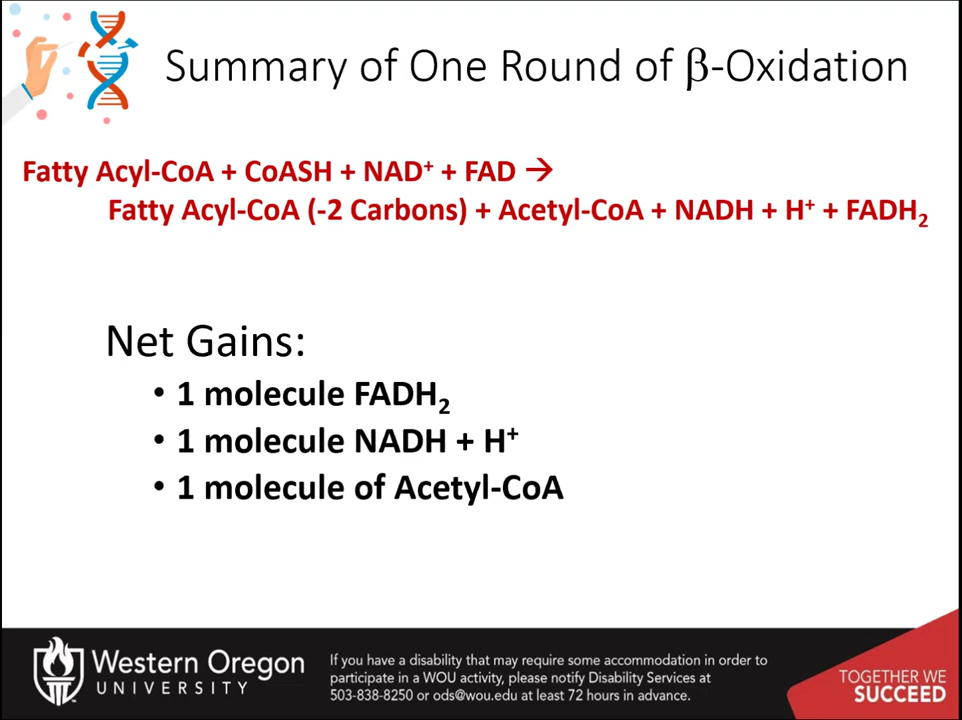 Summary of One Round of β-Oxidation
Fatty Acyl-CoA + CoASH + NAD⁺ + FAD →
Fatty Acyl-CoA (-2 Carbons) + Acetyl-CoA + NADH + H⁺ + FADH₂
Net Gains:
• 1 molecule FADH₂
• 1 molecule NADH + H⁺
• 1 molecule of Acetyl-CoA
Western Oregon
UNIVERSITY
If you have a disability that may require some accommodation in order to
participate in a WOU activity, please notify Disability Services at
503-838-8250 or ods@wou.edu at least 72 hours in advance.
TOGETHER WE
SUCCEED